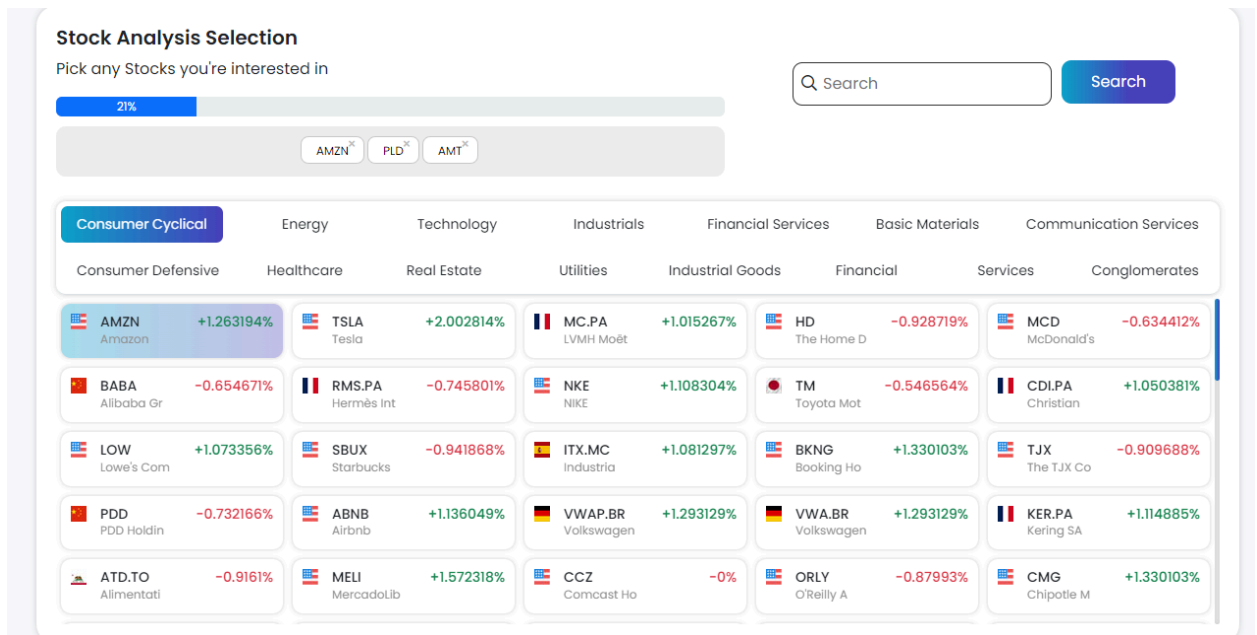 Stock Analysis Selection
Pick any Stocks you're interested in
Search
Search
21%
AMZN× PLD× AMT×
Consumer Cyclical Energy Technology Industrials Financial Services Basic Materials Communication Services
Consumer Defensive Healthcare Real Estate Utilities Industrial Goods Financial Services Conglomerates
AMZN +1.263194% TSLA +2.002814% MC.PA +1.015267% HD -0.928719% MCD -0.634412%
Amazon Tesla LVMH Moët The Home D McDonald's
BABA -0.654671% RMS.PA -0.745801% NKE +1.108304% TM -0.546564% CDI.PA +1.050381%
Alibaba Gr Hermès Int NIKE Toyota Mot Christian
LOW +1.073356% SBUX -0.941868% ITX.MC +1.081297% BKNG +1.330103% TJX -0.909688%
Lowe's Com Starbucks Industria Booking Ho The TJX Co
PDD -0.732166% ABNB +1.136049% VWAP.BR +1.293129% VWA.BR +1.293129% KER.PA +1.114885%
PDD Holdin Airbnb Volkswagen Volkswagen Kering SA
ATD.TO -0.9161% MELI +1.572318% CCZ -0% ORLY -0.87993% CMG +1.330103%
Alimentati MercadoLib Comcast Ho O'Reilly A Chipotle M